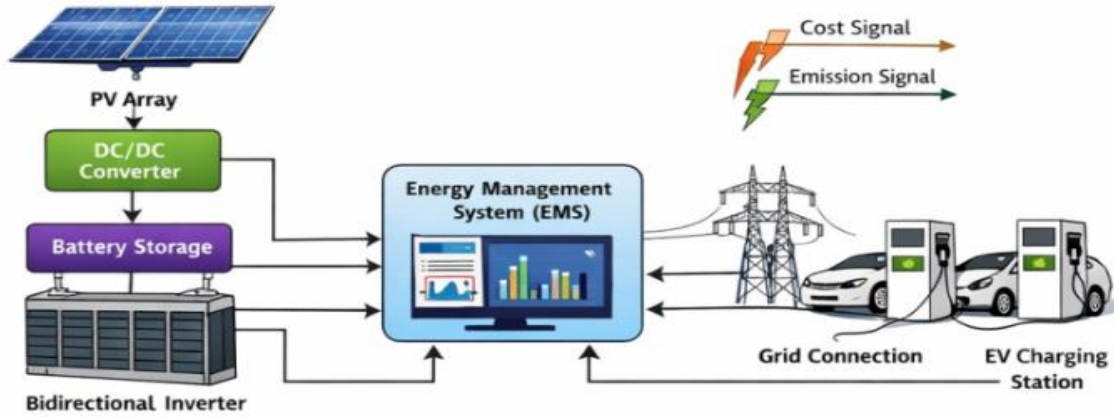 PV Array
DC/DC
Converter
Battery Storage
Bidirectional Inverter
Energy Management
System (EMS)
Cost Signal
Emission Signal
Grid Connection
EV Charging
Station